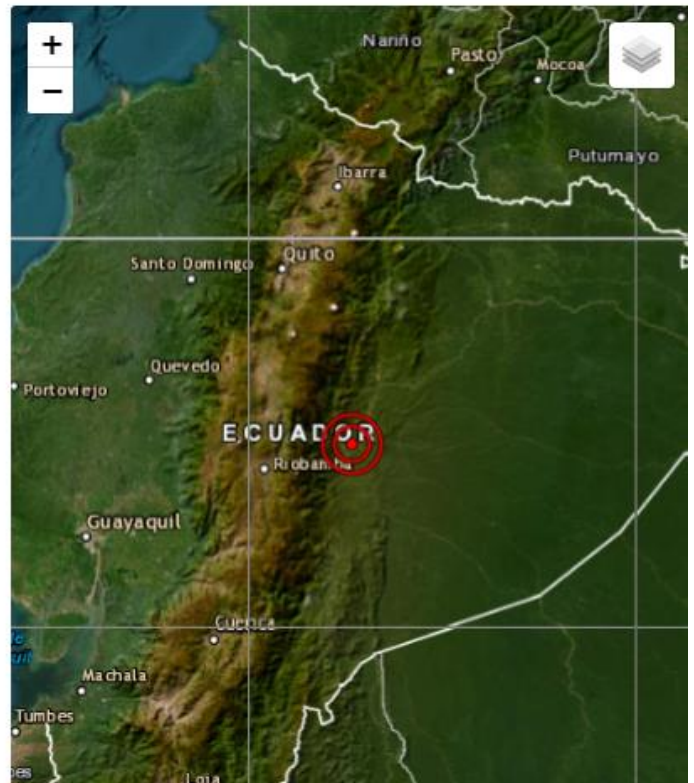 +
Nariño
Pasto
Mocoa
−
Putumayo
Ibarra
Santo Domingo
Quito
Quevedo
Portoviejo
ECUADOR
Riobamba
Guayaquil
Cuenca
Machala
Tumbes
Loja